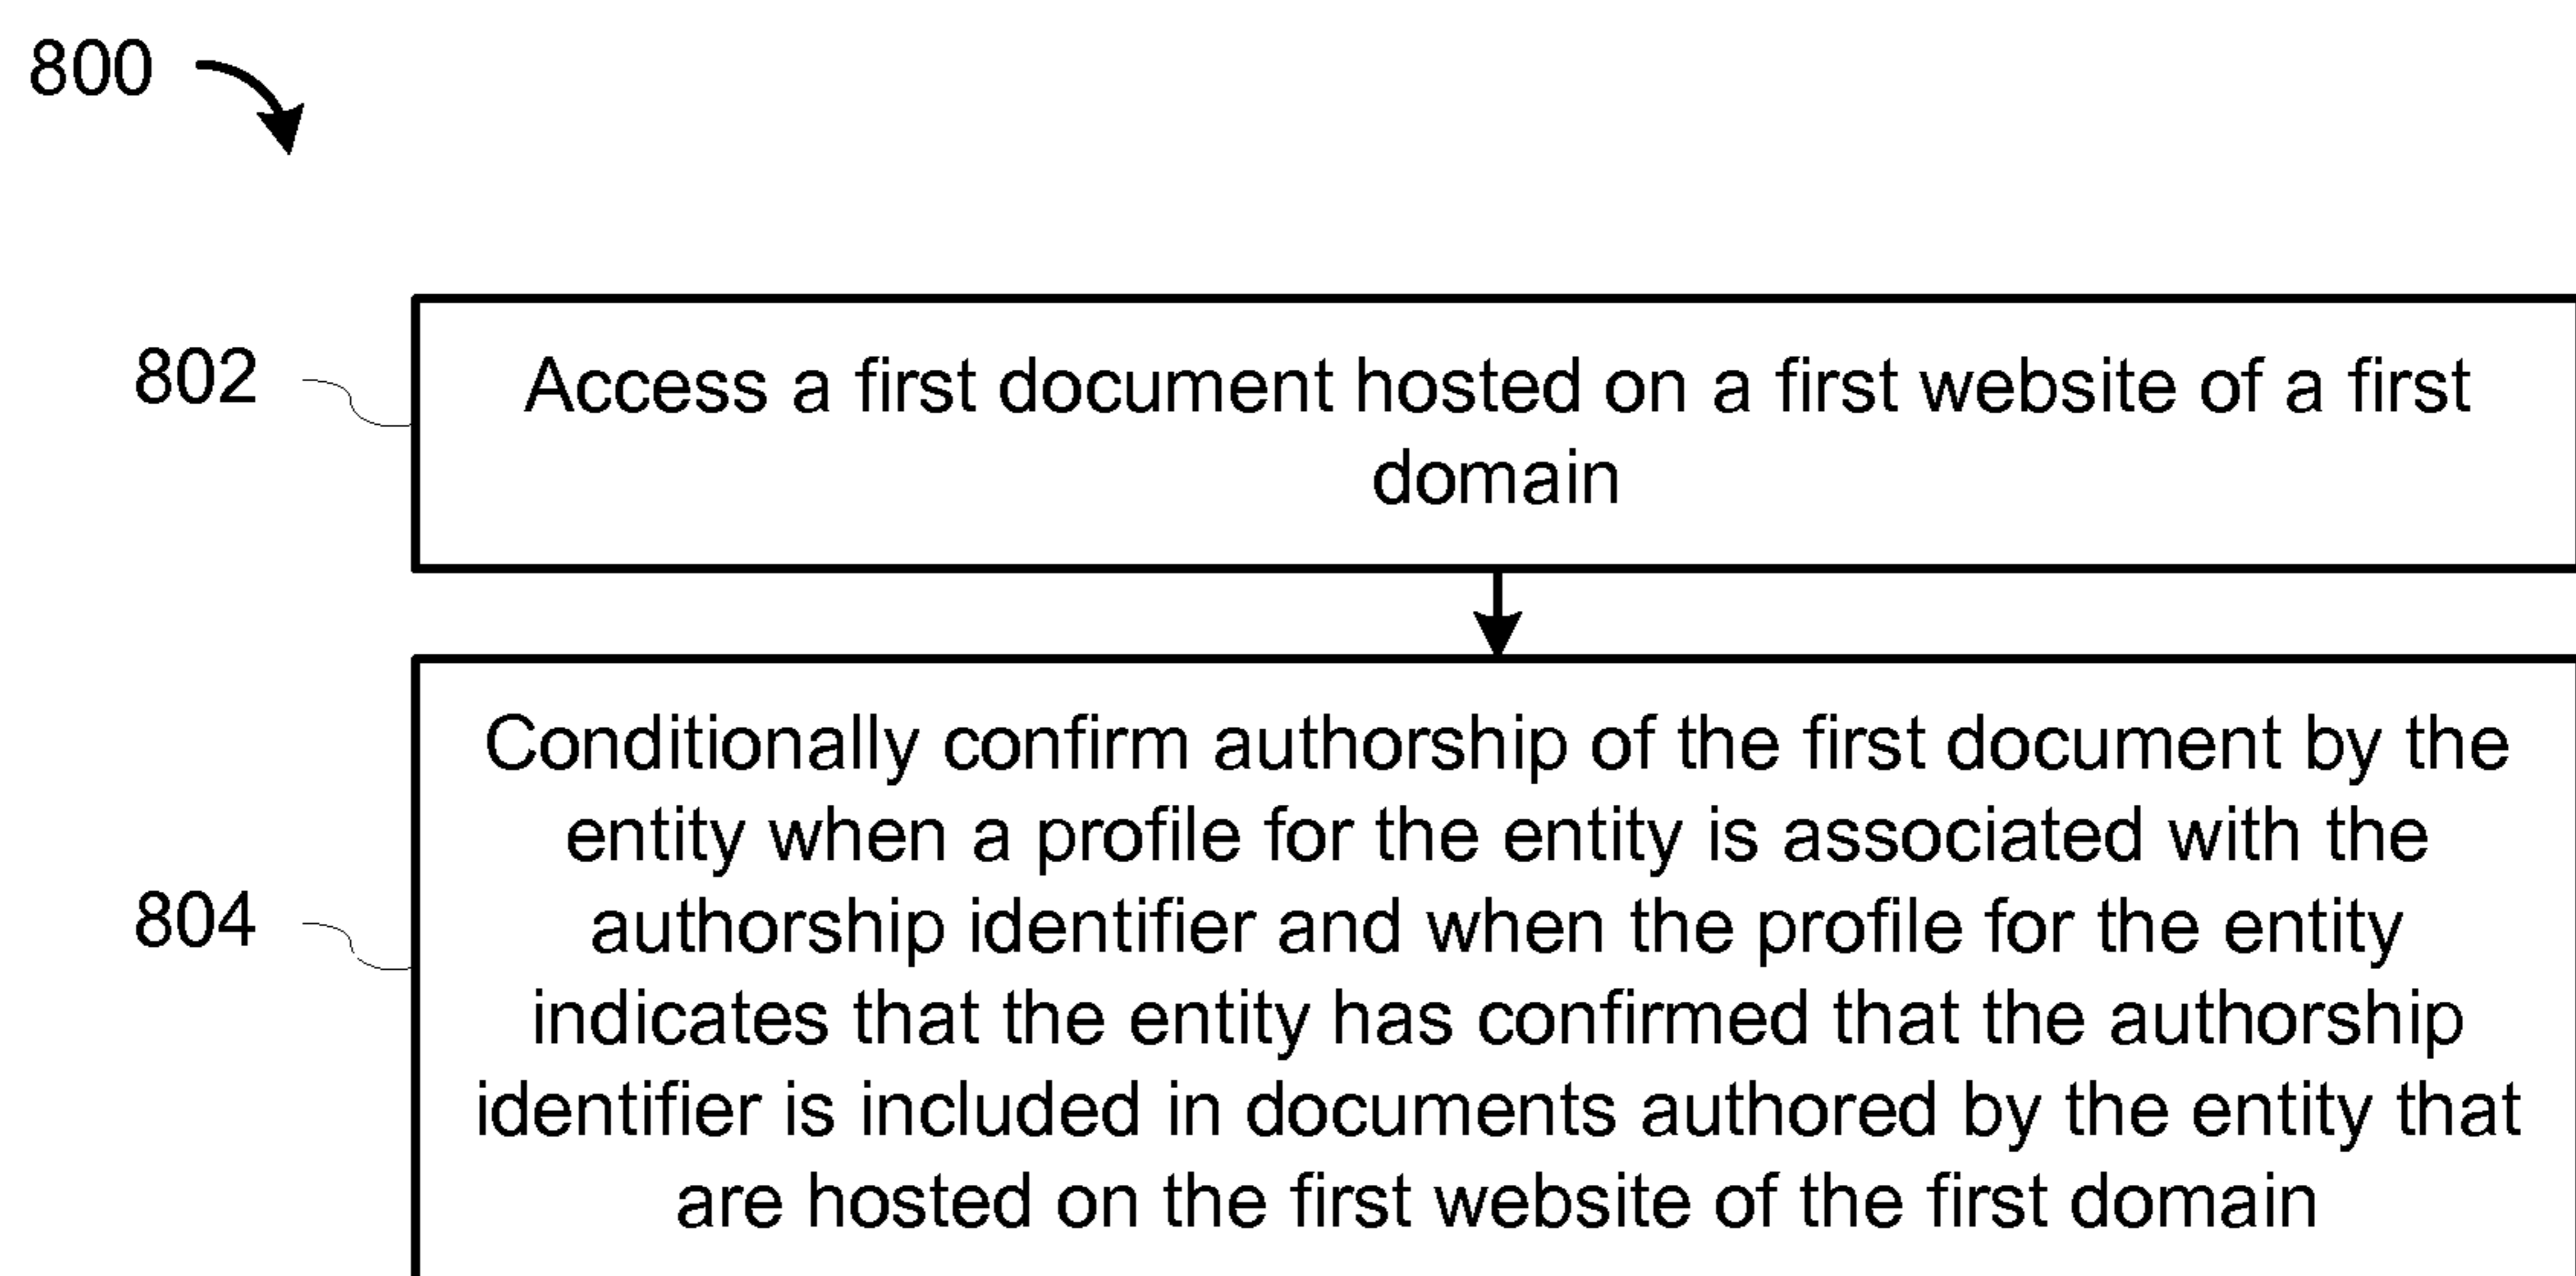 800
802
Access a first document hosted on a first website of a first
domain
804
Conditionally confirm authorship of the first document by the
entity when a profile for the entity is associated with the
authorship identifier and when the profile for the entity
indicates that the entity has confirmed that the authorship
identifier is included in documents authored by the entity that
are hosted on the first website of the first domain